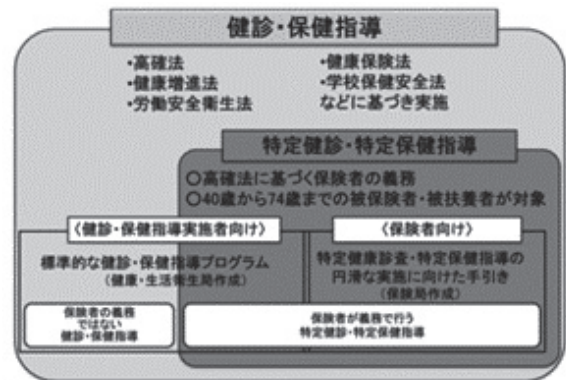 健診・保健指導
・高確法
・健康増進法
・労働安全衛生法
・健康保険法
・学校保健安全法
などに基づき実施
特定健診・特定保健指導
○高確法に基づく保険者の義務
○40歳から74歳までの被保険者・被扶養者が対象
〈健診・保健指導実施者向け〉
標準的な健診・保健指導プログラム
（健康・生活衛生局作成）
〈保険者向け〉
特定健康診査・特定保健指導の
円滑な実施に向けた手引き
（保険局作成）
保険者の義務
ではない
健診・保健指導
保険者が義務で行う
特定健診・特定保健指導